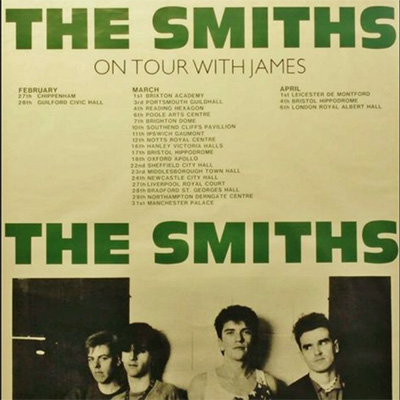 THE SMITHS
ON TOUR WITH JAMES
FEBRUARY
27th CHIPPENHAM
28th GUILFORD CIVIC HALL
MARCH
1st BRIXTON ACADEMY
3rd PORTSMOUTH GUILDHALL
4th READING HEXAGON
6th POOLE ARTS CENTRE
7th BRIGHTON DOME
10th SOUTHEND CLIFFS PAVILLION
11th IPSWICH GAUMONT
12th NOTTS ROYAL CENTRE
16th HANLEY VICTORIA HALLS
17th BRISTOL HIPPODROME
18th OXFORD APOLLO
22nd SHEFFIELD CITY HALL
23rd MIDDLESBOROUGH TOWN HALL
24th NEWCASTLE CITY HALL
27th LIVERPOOL ROYAL COURT
28th BRADFORD ST. GEORGES HALL
29th NORTHAMPTON DERNGATE CENTRE
31st MANCHESTER PALACE
APRIL
1st LEICESTER DE MONTFORD
4th BRISTOL HIPPODROME
6th LONDON ROYAL ALBERT HALL
THE SMITHS